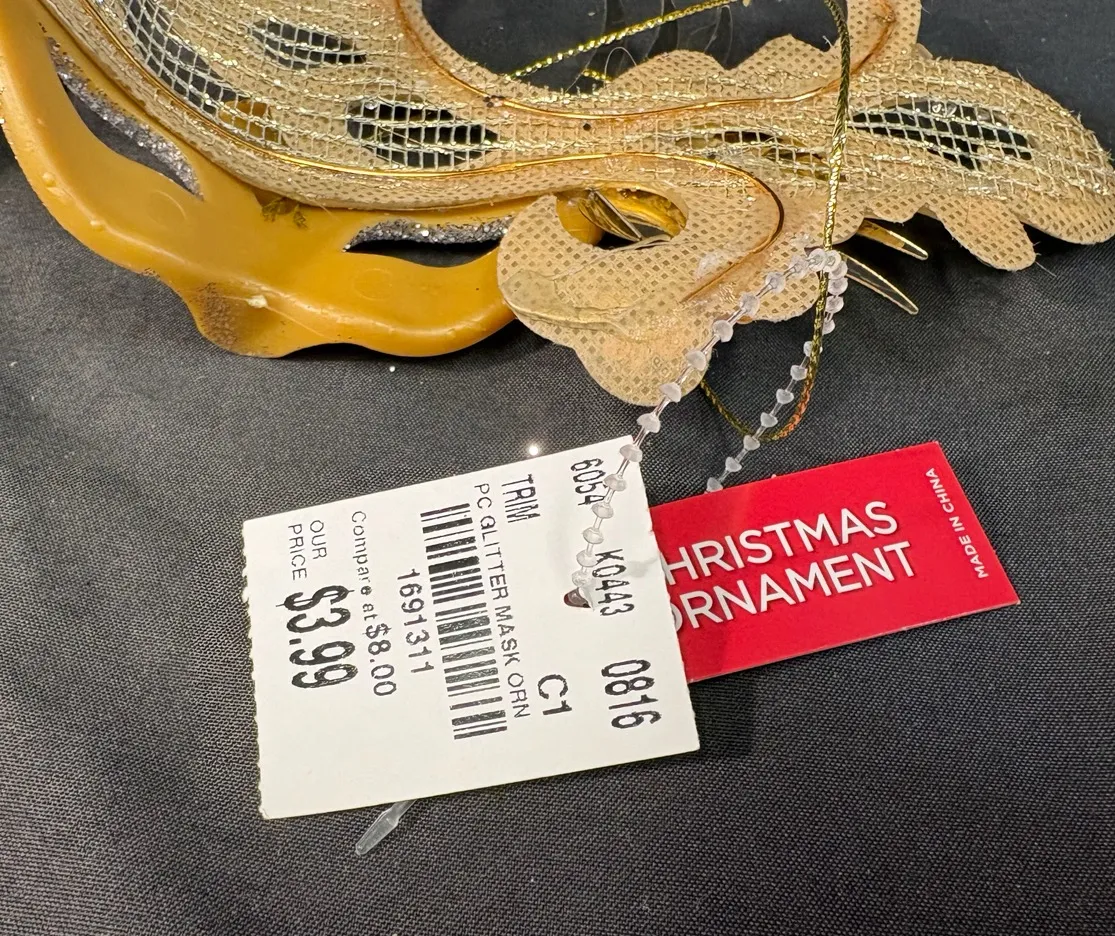 6054 K0443 0816
TRIM C1
PC GLITTER MASK ORN
1691311
Compare at $8.00
OUR
PRICE $3.99
HRISTMAS
ORNAMENT
MADE IN CHINA